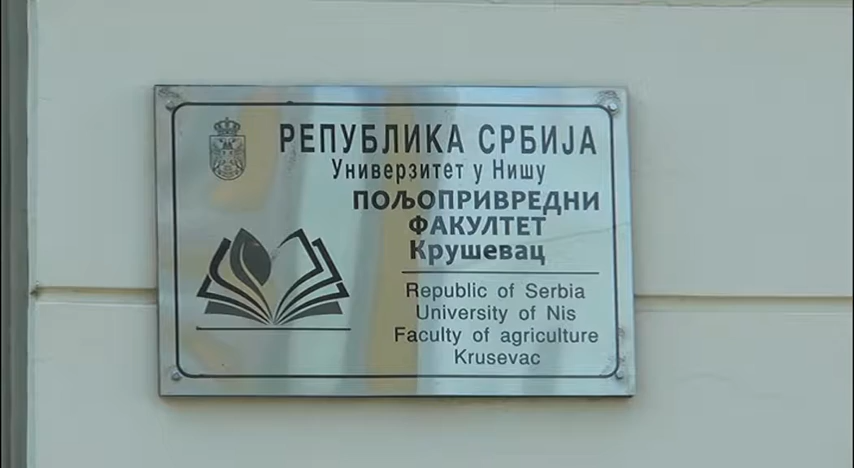 РЕПУБЛИКА СРБИЈА
Универзитет у Нишу
ПОЉОПРИВРЕДНИ
ФАКУЛТЕТ
Крушевац
Republic of Serbia
University of Nis
Faculty of agriculture
Krusevac